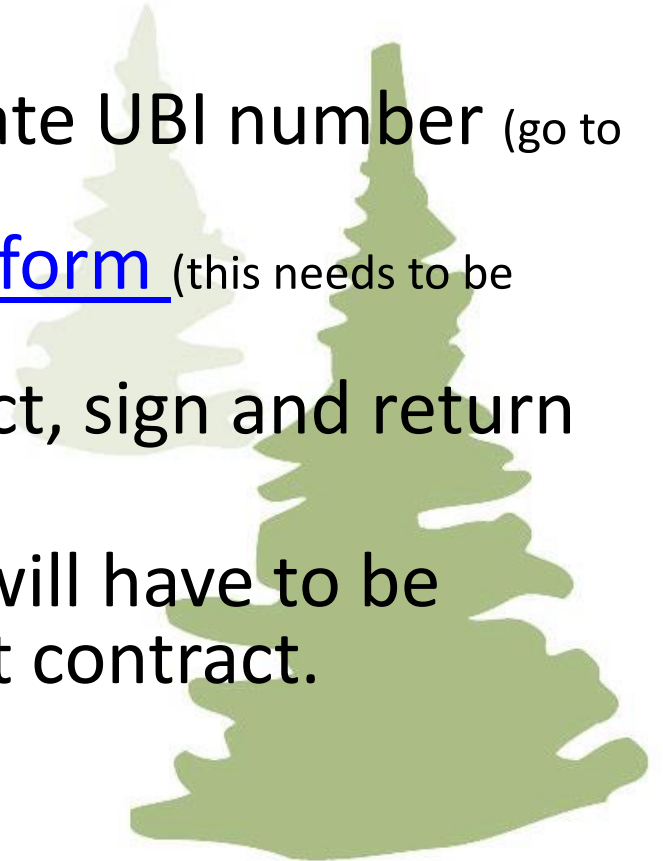 ate UBI number (go to
form (this needs to be
ct, sign and return
will have to be
t contract.